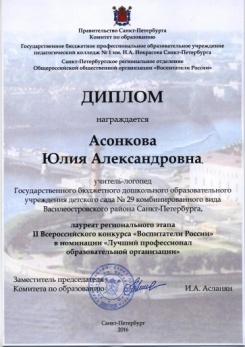 Правительство Санкт-Петербурга
Комитет по образованию
Государственное бюджетное профессиональное образовательное учреждение
педагогический колледж № 1 им. Н.А. Некрасова Санкт-Петербурга
Санкт-Петербургское региональное отделение
Общероссийской общественной организации «Воспитатели России»
ДИПЛОМ
награждается
Асонкова
Юлия Александровна,
учитель-логопед
Государственного бюджетного дошкольного образовательного
учреждения детского сада № 29 комбинированного вида
Василеостровского района Санкт-Петербурга,
лауреат регионального этапа
II Всероссийского конкурса «Воспитатели России»
в номинации «Лучший профессионал
образовательной организации»
Заместитель председателя
Комитета по образованию
И.А. Асланян
Санкт-Петербург
2016